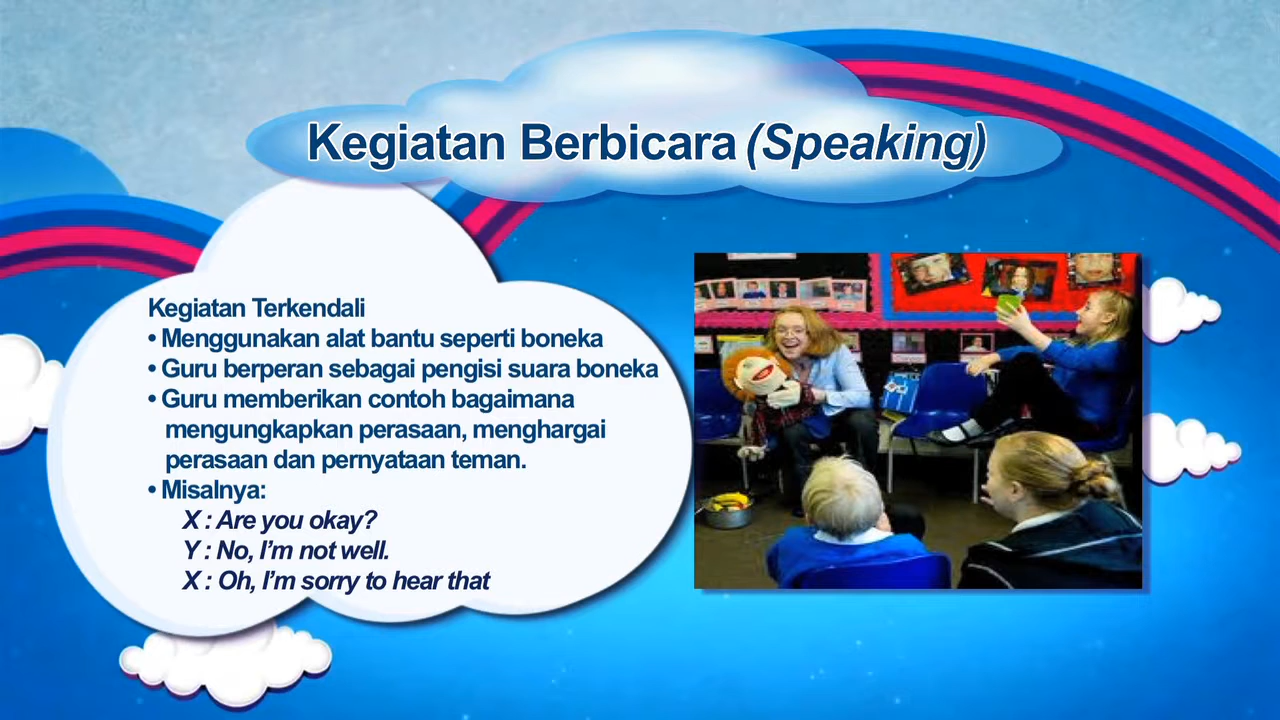 Kegiatan Berbicara (Speaking)
Kegiatan Terkendali
• Menggunakan alat bantu seperti boneka
• Guru berperan sebagai pengisi suara boneka
• Guru memberikan contoh bagaimana
mengungkapkan perasaan, menghargai
perasaan dan pernyataan teman.
• Misalnya:
X : Are you okay?
Y : No, I'm not well.
X : Oh, I'm sorry to hear that